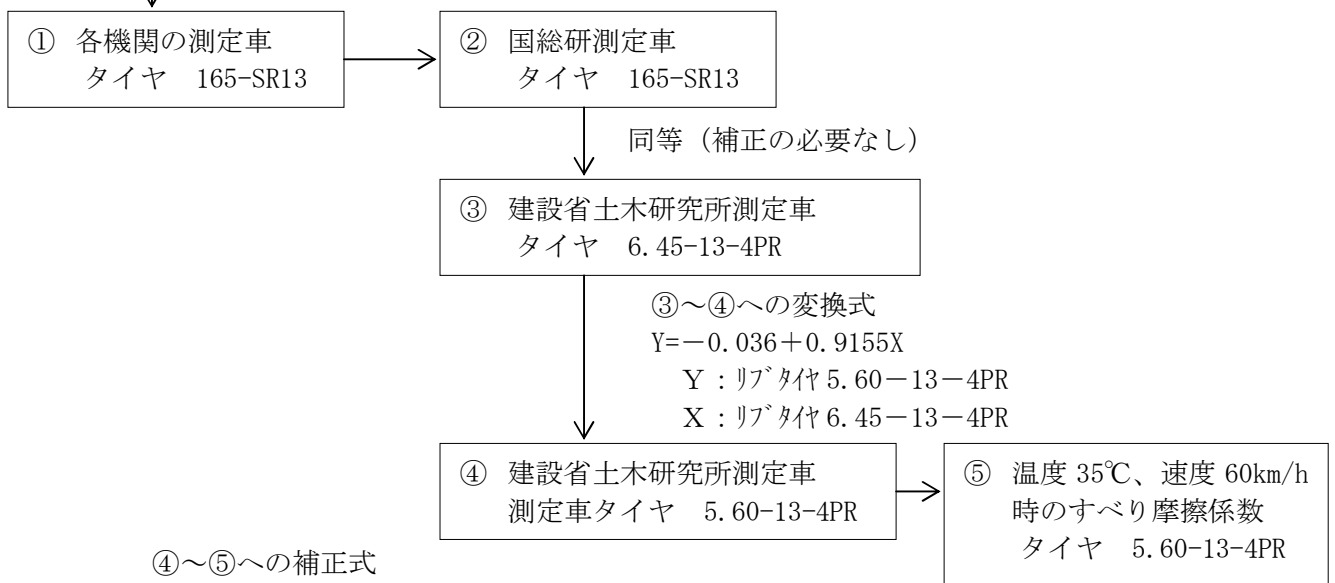 ① 各機関の測定車
タイヤ 165-SR13
② 国総研測定車
タイヤ 165-SR13
同等（補正の必要なし）
③ 建設省土木研究所測定車
タイヤ 6.45-13-4PR
③～④への変換式
Y=－0.036＋0.9155X
Y：ﾘﾌﾞﾀｲﾔ 5.60－13－4PR
X：ﾘﾌﾞﾀｲﾔ 6.45－13－4PR
④ 建設省土木研究所測定車
測定車タイヤ 5.60-13-4PR
⑤ 温度 35℃、速度 60km/h
時のすべり摩擦係数
タイヤ 5.60-13-4PR
④～⑤への補正式